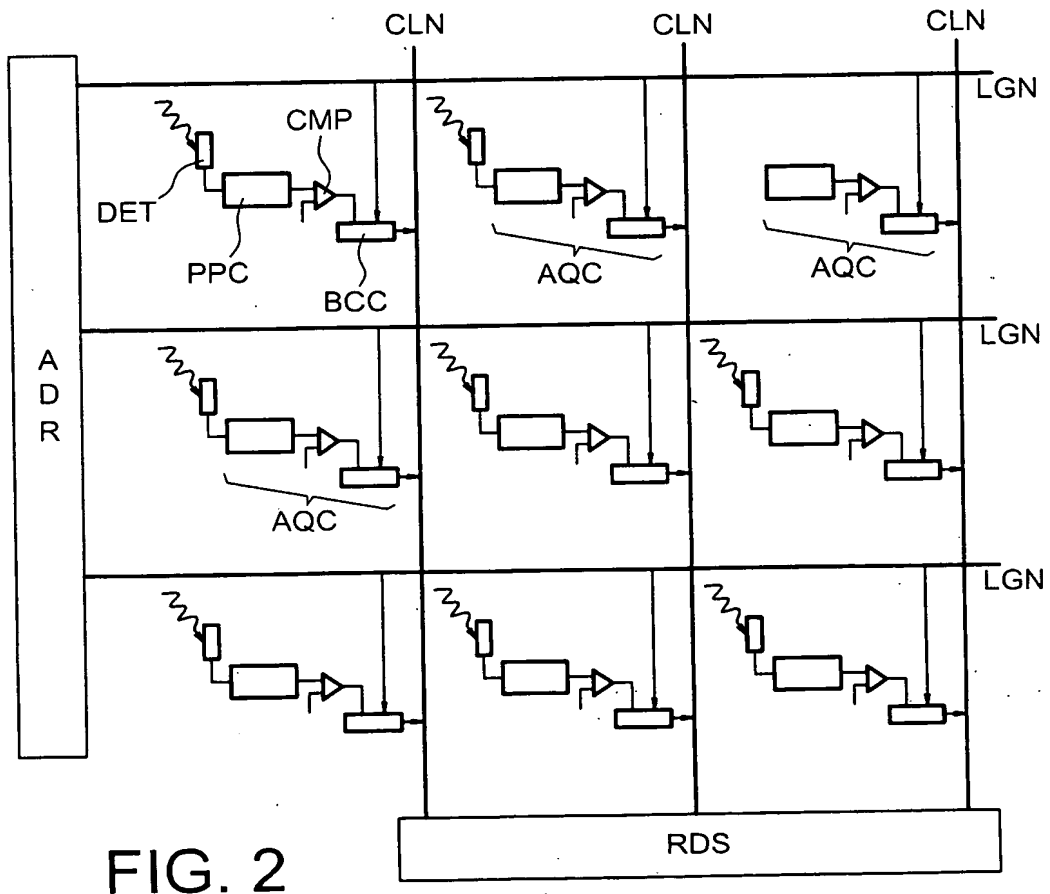 CLN
CLN
CLN
LGN
CMP
DET
PPC
BCC
AQC
AQC
LGN
A
D
R
AQC
LGN
RDS
FIG. 2